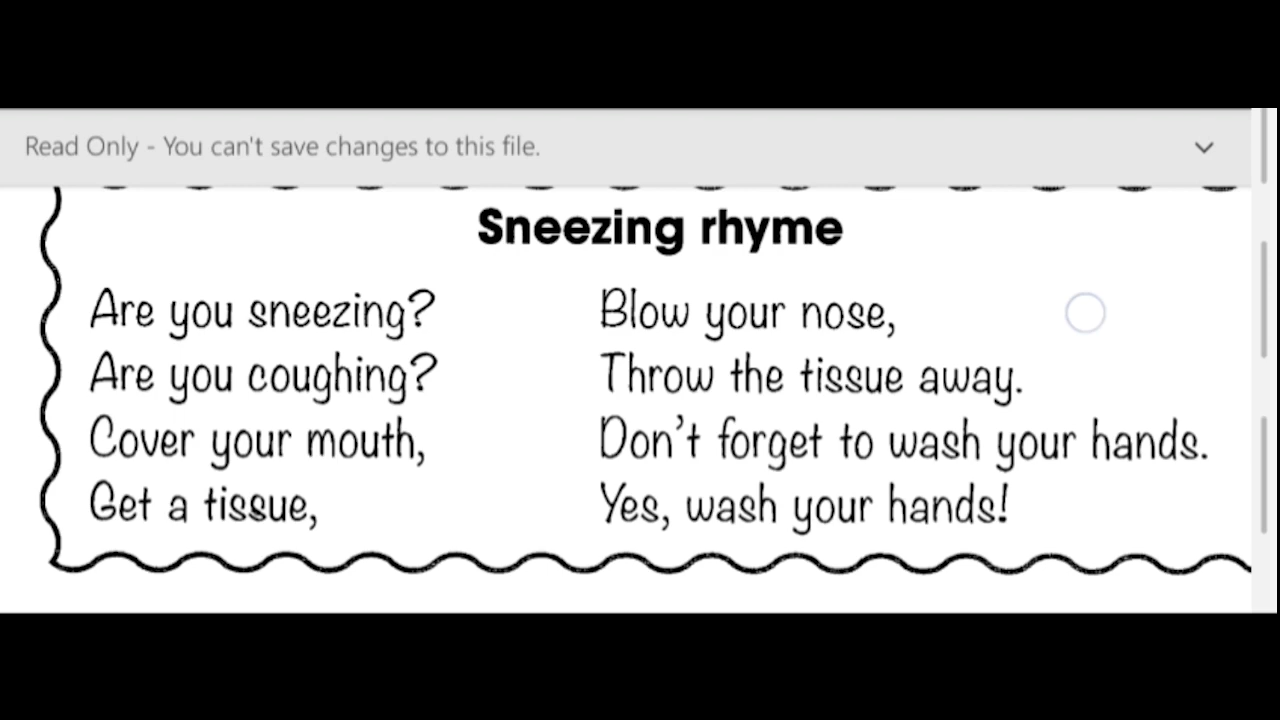 Read Only - You can't save changes to this file.
Sneezing rhyme
Are you sneezing?
Are you coughing?
Cover your mouth,
Get a tissue,
Blow your nose,
Throw the tissue away.
Don't forget to wash your hands.
Yes, wash your hands!